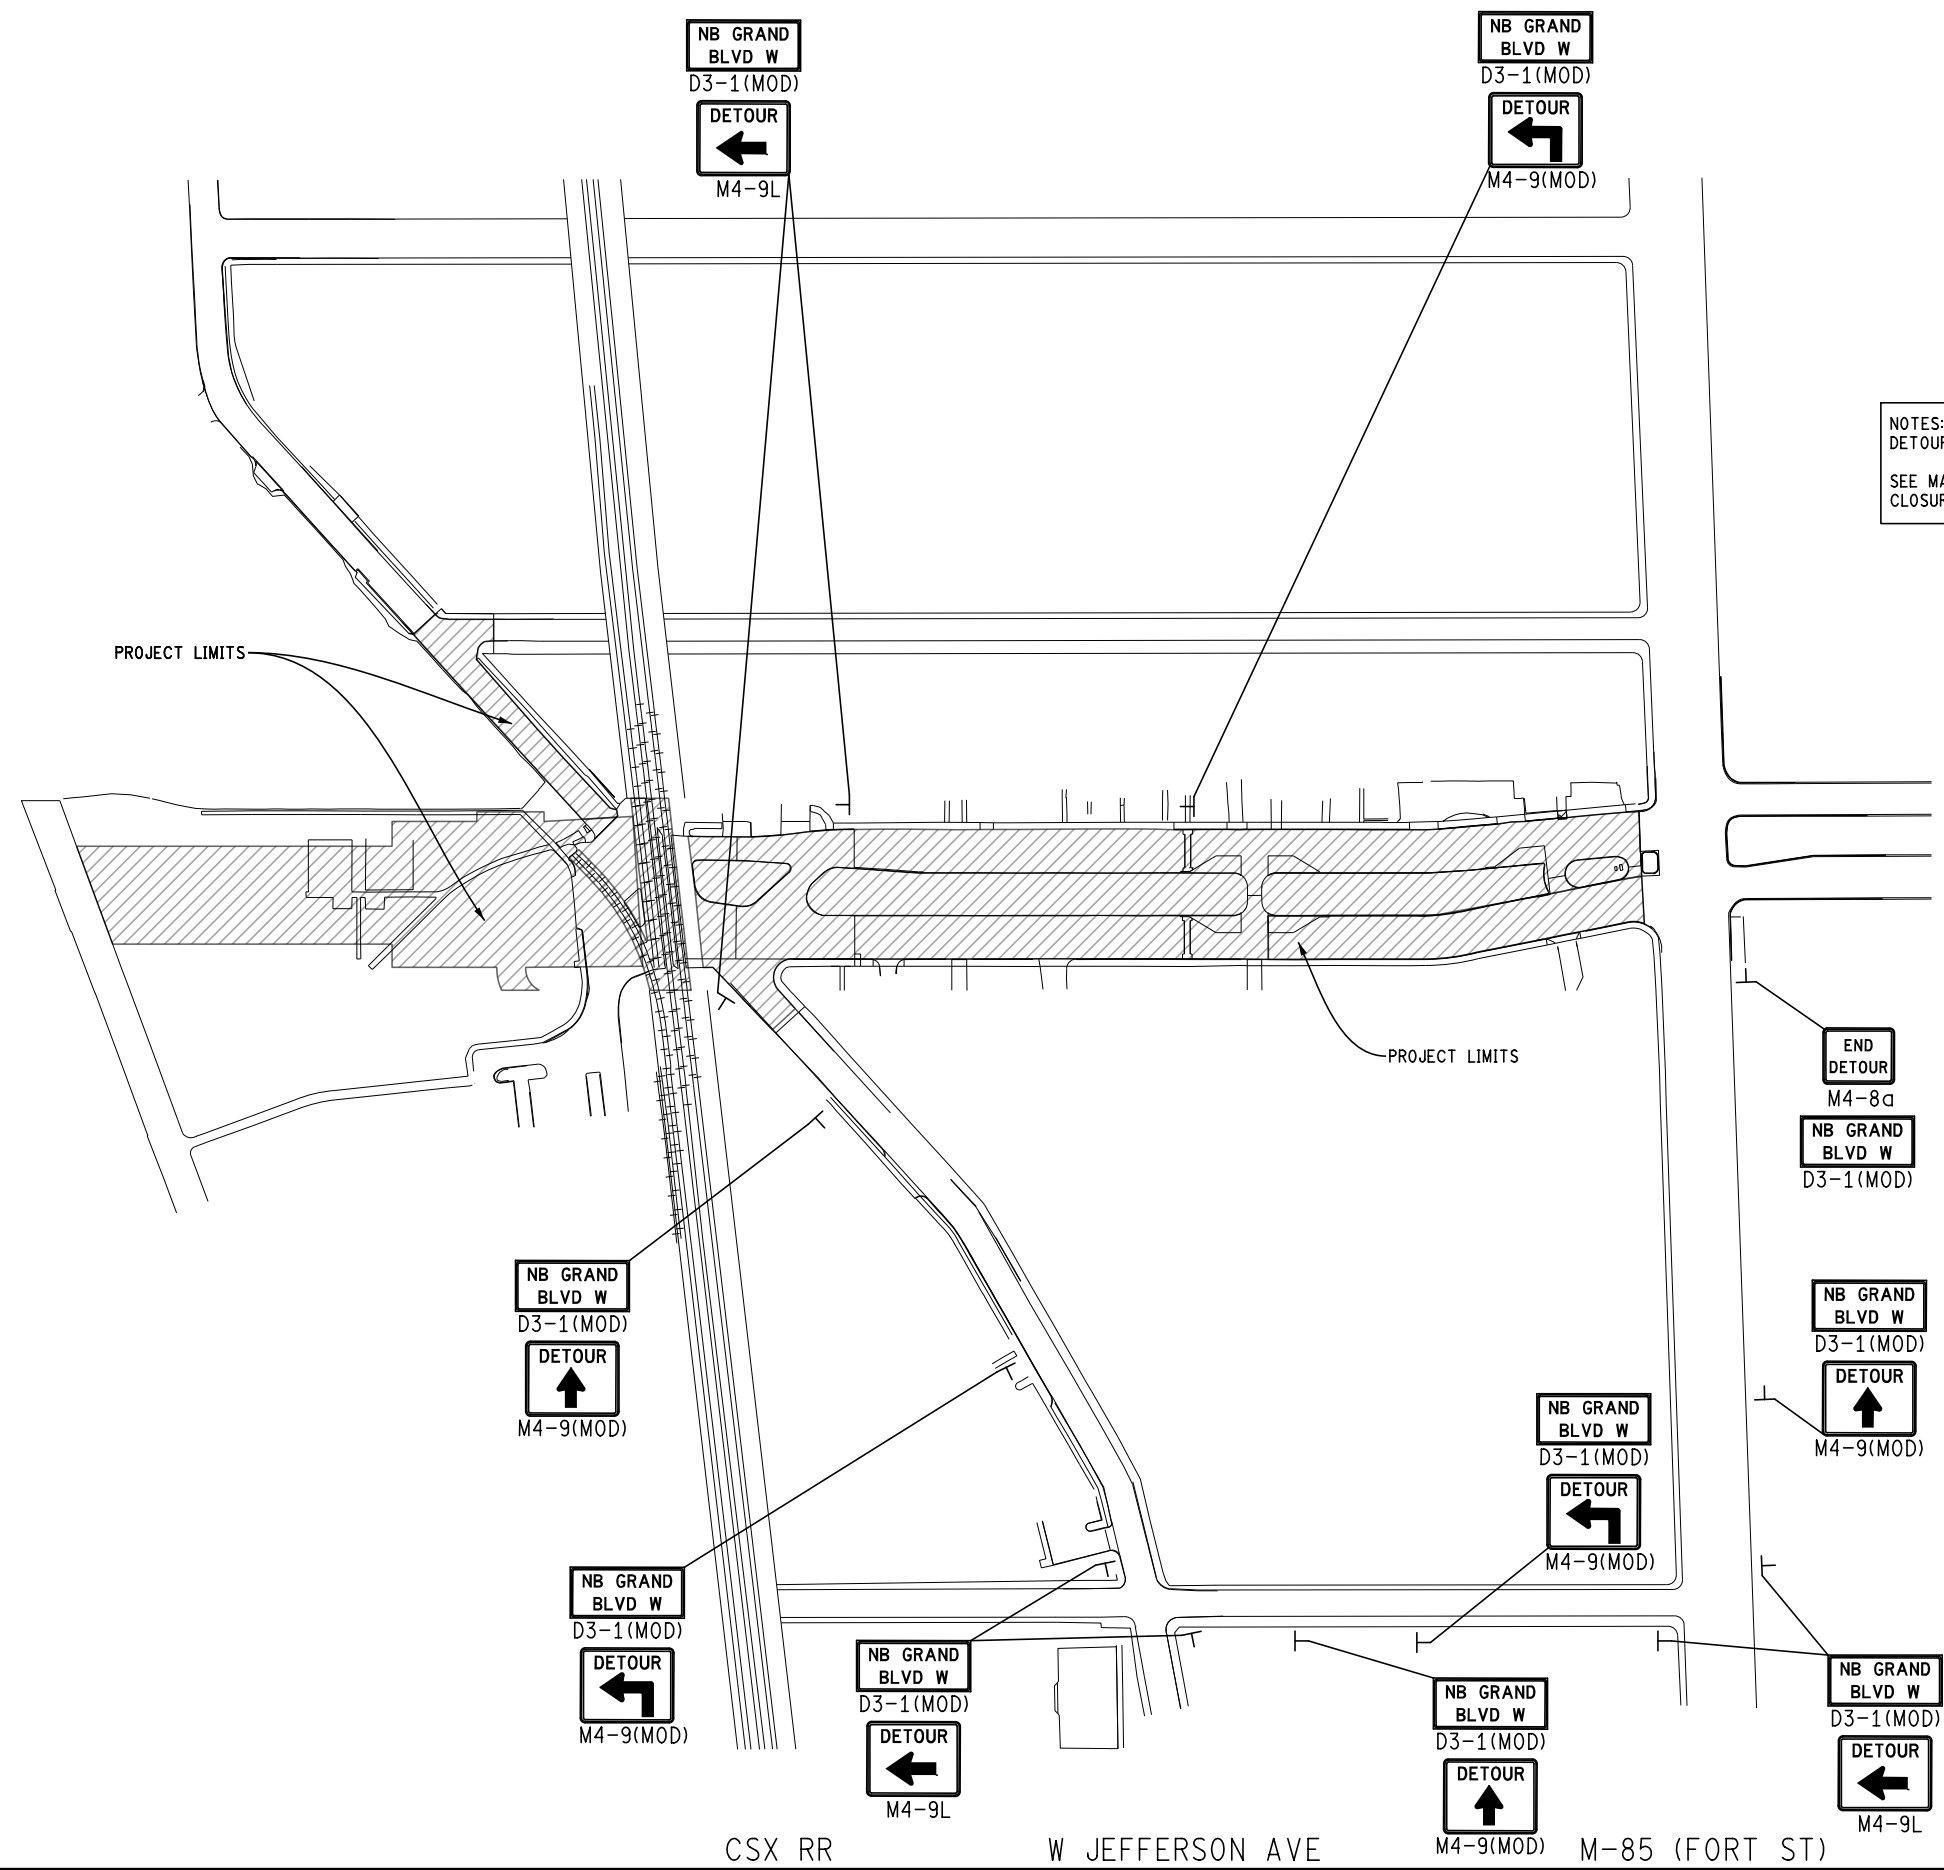 NB GRAND
BLVD W
D3-1(MOD)
DETOUR
M4-9L
NB GRAND
BLVD W
D3-1(MOD)
DETOUR
M4-9(MOD)
NOTES:
DETOUR
SEE MA
CLOSUR
PROJECT LIMITS
PROJECT LIMITS
END
DETOUR
M4-8a
NB GRAND
BLVD W
D3-1(MOD)
NB GRAND
BLVD W
D3-1(MOD)
DETOUR
M4-9(MOD)
NB GRAND
BLVD W
D3-1(MOD)
DETOUR
M4-9(MOD)
NB GRAND
BLVD W
D3-1(MOD)
DETOUR
M4-9(MOD)
NB GRAND
BLVD W
D3-1(MOD)
DETOUR
M4-9(MOD)
NB GRAND
BLVD W
D3-1(MOD)
DETOUR
M4-9L
NB GRAND
BLVD W
D3-1(MOD)
DETOUR
M4-9(MOD)
NB GRAND
BLVD W
D3-1(MOD)
DETOUR
M4-9L
CSX RR
W JEFFERSON AVE
M-85 (FORT ST)